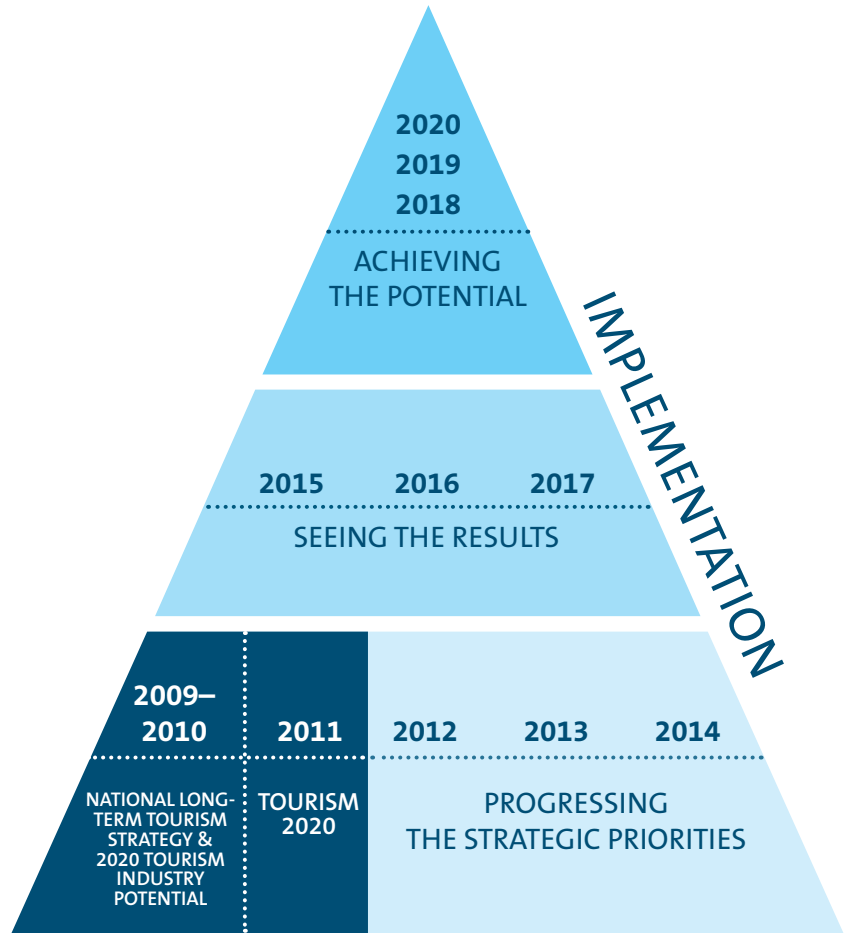 2020
2019
2018
ACHIEVING
THE POTENTIAL
IMPLEMENTATION
2015 2016 2017
SEEING THE RESULTS
2009–
2010
2011
2012 2013 2014
NATIONAL LONG-
TERM TOURISM
STRATEGY &
2020 TOURISM
INDUSTRY
POTENTIAL
TOURISM
2020
PROGRESSING
THE STRATEGIC PRIORITIES